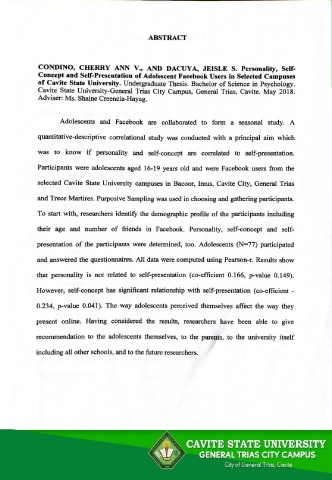 ABSTRACT
CONDINO, CHERRY ANN V., AND DACUYA, JEISLE S. Personality, Self-
Concept and Self-Presentation of Adolescent Facebook Users in Selected Campuses
of Cavite State University. Undergraduate Thesis. Bachelor of Science in Psychology.
Cavite State University-General Trias City Campus, General Trias, Cavite. May 2018.
Adviser: Ms. Shaine Creencia-Hayag.
Adolescents and Facebook are collaborated to form a seasonal study. A
quantitative-descriptive correlational study was conducted with a principal aim which
was to know if personality and self-concept are correlated to self-presentation.
Participants were adolescents aged 16-19 years old and were Facebook users from the
selected Cavite State University campuses in Bacoor, Imus, Cavite City, General Trias
and Trece Martires. Purposive Sampling was used in choosing and gathering participants.
To start with, researchers identify the demographic profile of the participants including
their age and number of friends in Facebook. Personality, self-concept and self-
presentation of the participants were determined, too. Adolescents (N=77) participated
and answered the questionnaires. All data were computed using Pearson-r. Results show
that personality is not related to self-presentation (co-efficient 0.166, p-value 0.149).
However, self-concept has significant relationship with self-presentation (co-efficient -
0.234, p-value 0.041). The way adolescents perceived themselves affect the way they
present online. Having considered the results, researchers have been able to give
recommendation to the adolescents themselves, to the parents, to the university itself
including all other schools, and to the future researchers.
CAVITE STATE UNIVERSITY
GENERAL TRIAS CITY CAMPUS
City of General Trias, Cavite